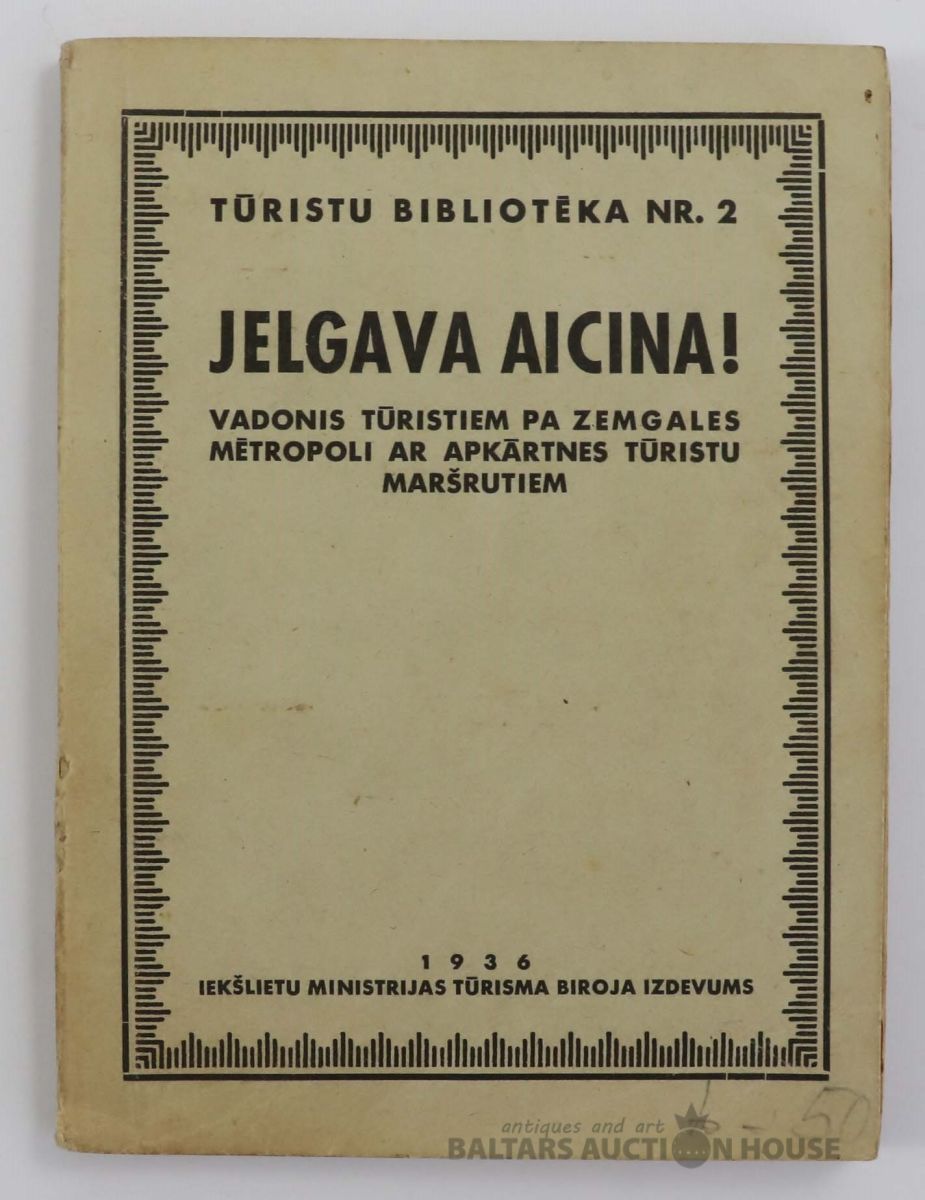 TŪRISTU BIBLIOTĒKA NR. 2
JELGAVA AICINA!
VADONIS TŪRISTIEM PA ZEMGALES
MĒTROPOLI AR APKĀRTNES TŪRISTU
MARŠRUTIEM
1936
IEKŠLIETU MINISTRIJAS TŪRISMA BIROJA IZDEVUMS
antiques and art
BALTARS AUCTION HOUSE